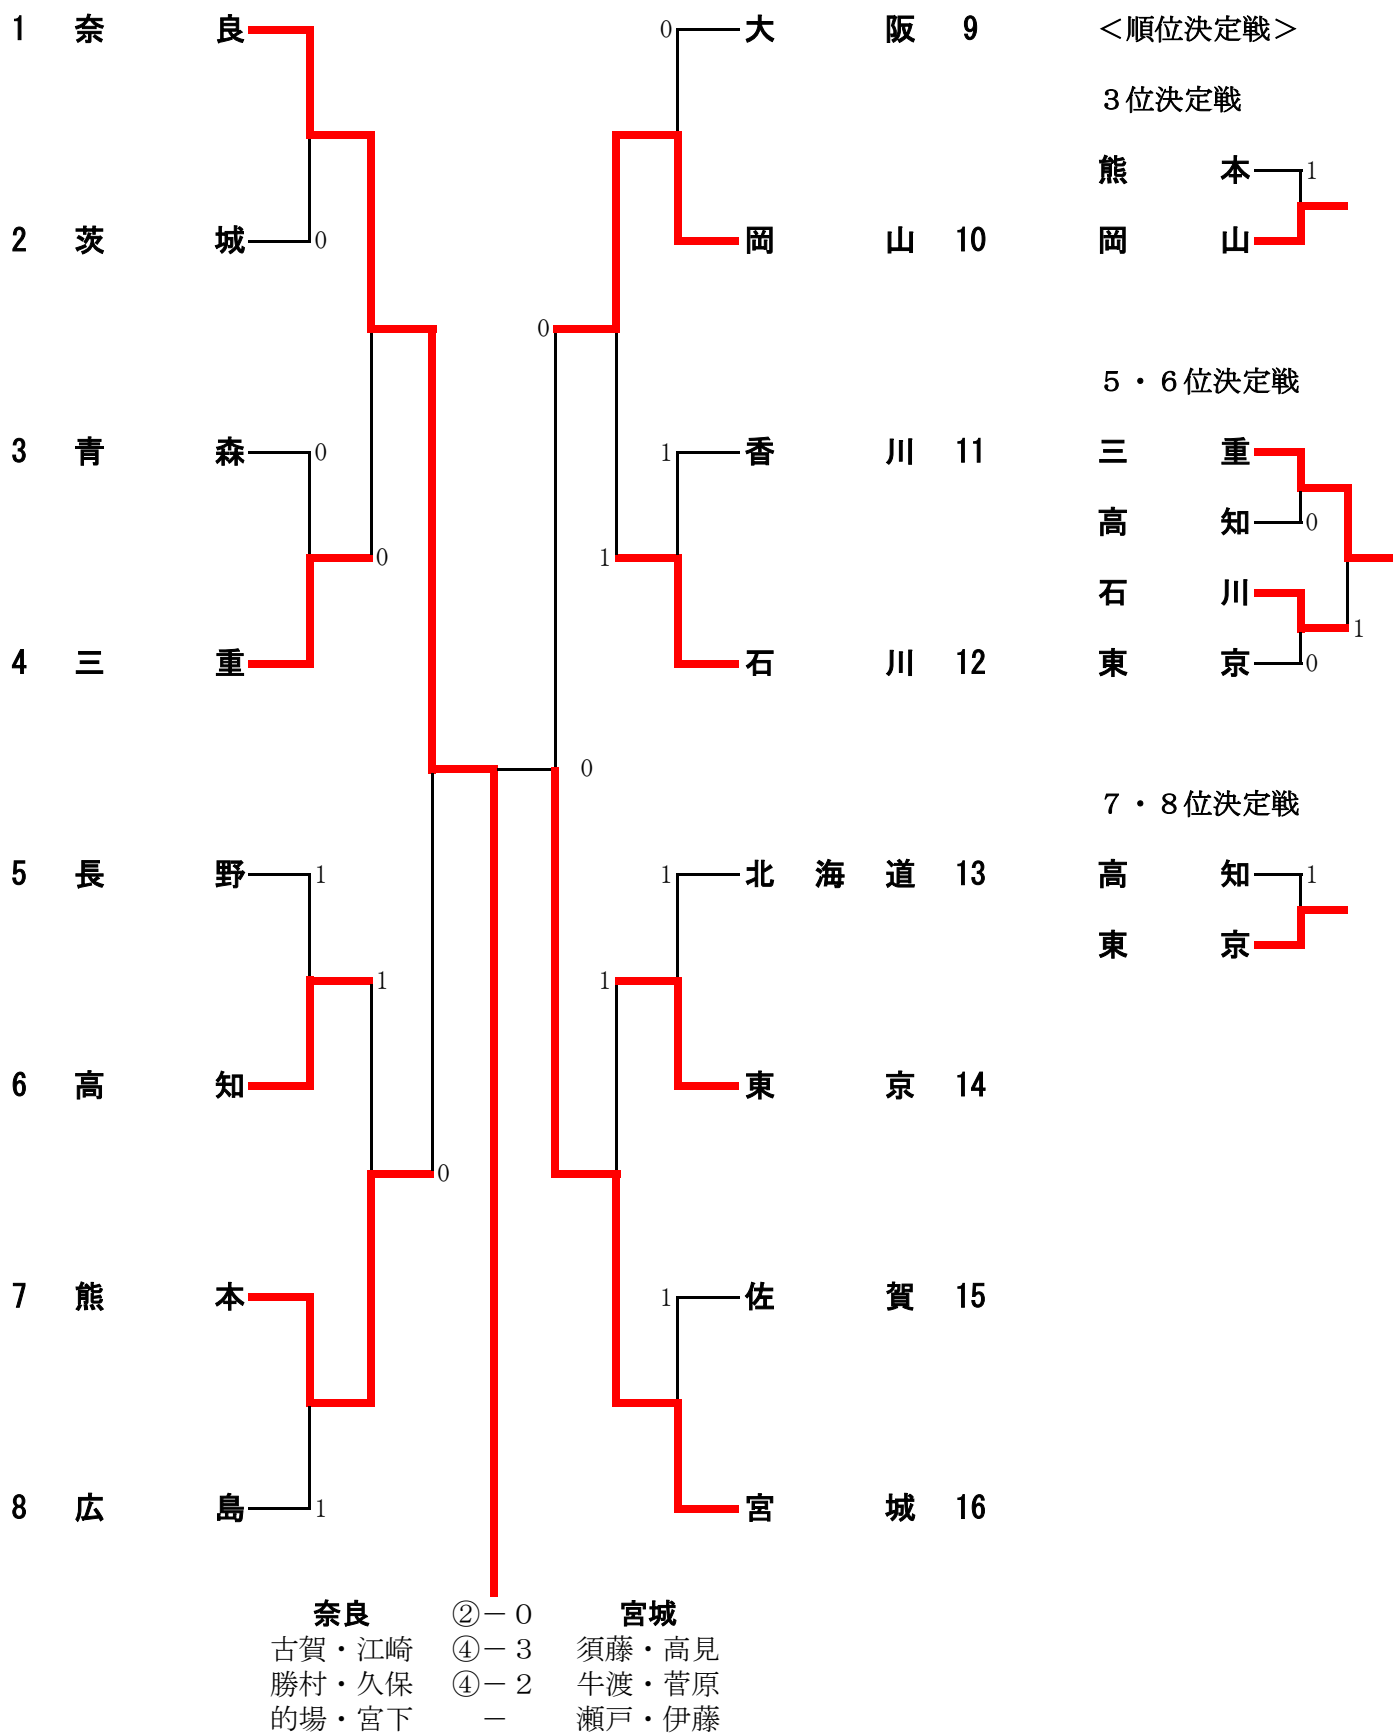 1 奈良 0 大阪 9 ＜順位決定戦＞
３位決定戦
熊本 1
2 茨城 0 岡山 10 岡山
0
５・６位決定戦
3 青森 0 1 香川 11 三重
高知 0
0 1
石川
1
4 三重 石川 12 東京 0
0
７・８位決定戦
5 長野 1 1 北海道 13 高知 1
東京
1 1
6 高知 東京 14
0
7 熊本 1 佐賀 15
8 広島 1 宮城 16
奈良 ②－０ 宮城
古賀・江崎 ④－３ 須藤・高見
勝村・久保 ④－２ 牛渡・菅原
的場・宮下 － 瀬戸・伊藤